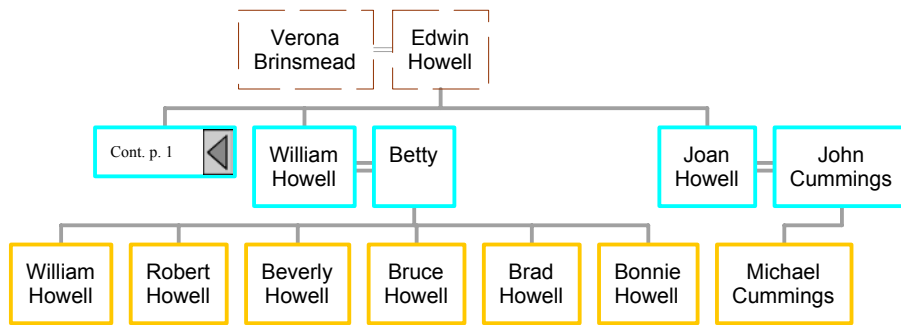 Verona
Brinsmead
Edwin
Howell
Cont. p. 1
William
Howell
Betty
Joan
Howell
John
Cummings
William
Howell
Robert
Howell
Beverly
Howell
Bruce
Howell
Brad
Howell
Bonnie
Howell
Michael
Cummings